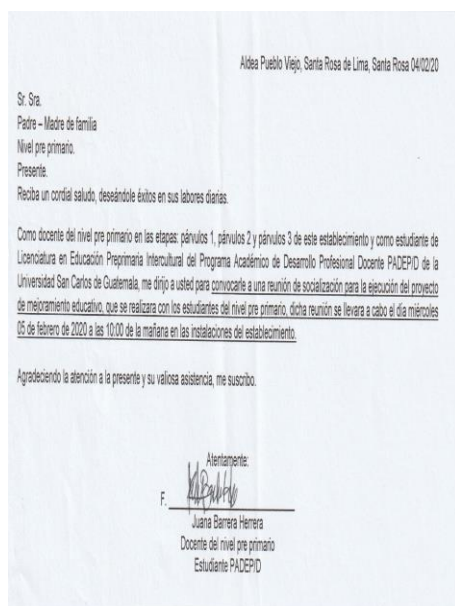 Aldea Pueblo Viejo, Santa Rosa de Lima, Santa Rosa 04/02/20
Sr. Sra.
Padre – Madre de familia
Nivel pre primario.
Presente.
Reciba un cordial saludo, deseándole éxitos en sus labores diarias.
Como docente del nivel pre primario en las etapas: párvulos 1, párvulos 2 y párvulos 3 de este establecimiento y como estudiante de
Licenciatura en Educación Preprimaria Intercultural del Programa Académico de Desarrollo Profesional Docente PADEP/D de la
Universidad San Carlos de Guatemala, me dirijo a usted para convocarle a una reunión de socialización para la ejecución del proyecto
de mejoramiento educativo, que se realizara con los estudiantes del nivel pre primario, dicha reunión se llevara a cabo el día miércoles
05 de febrero de 2020 a las 10:00 de la mañana en las instalaciones del establecimiento.
Agradeciendo la atención a la presente y su valiosa asistencia, me suscribo.
Atentamente:
F.
Juana Barrera Herrera
Docente del nivel pre primario
Estudiante PADEP/D